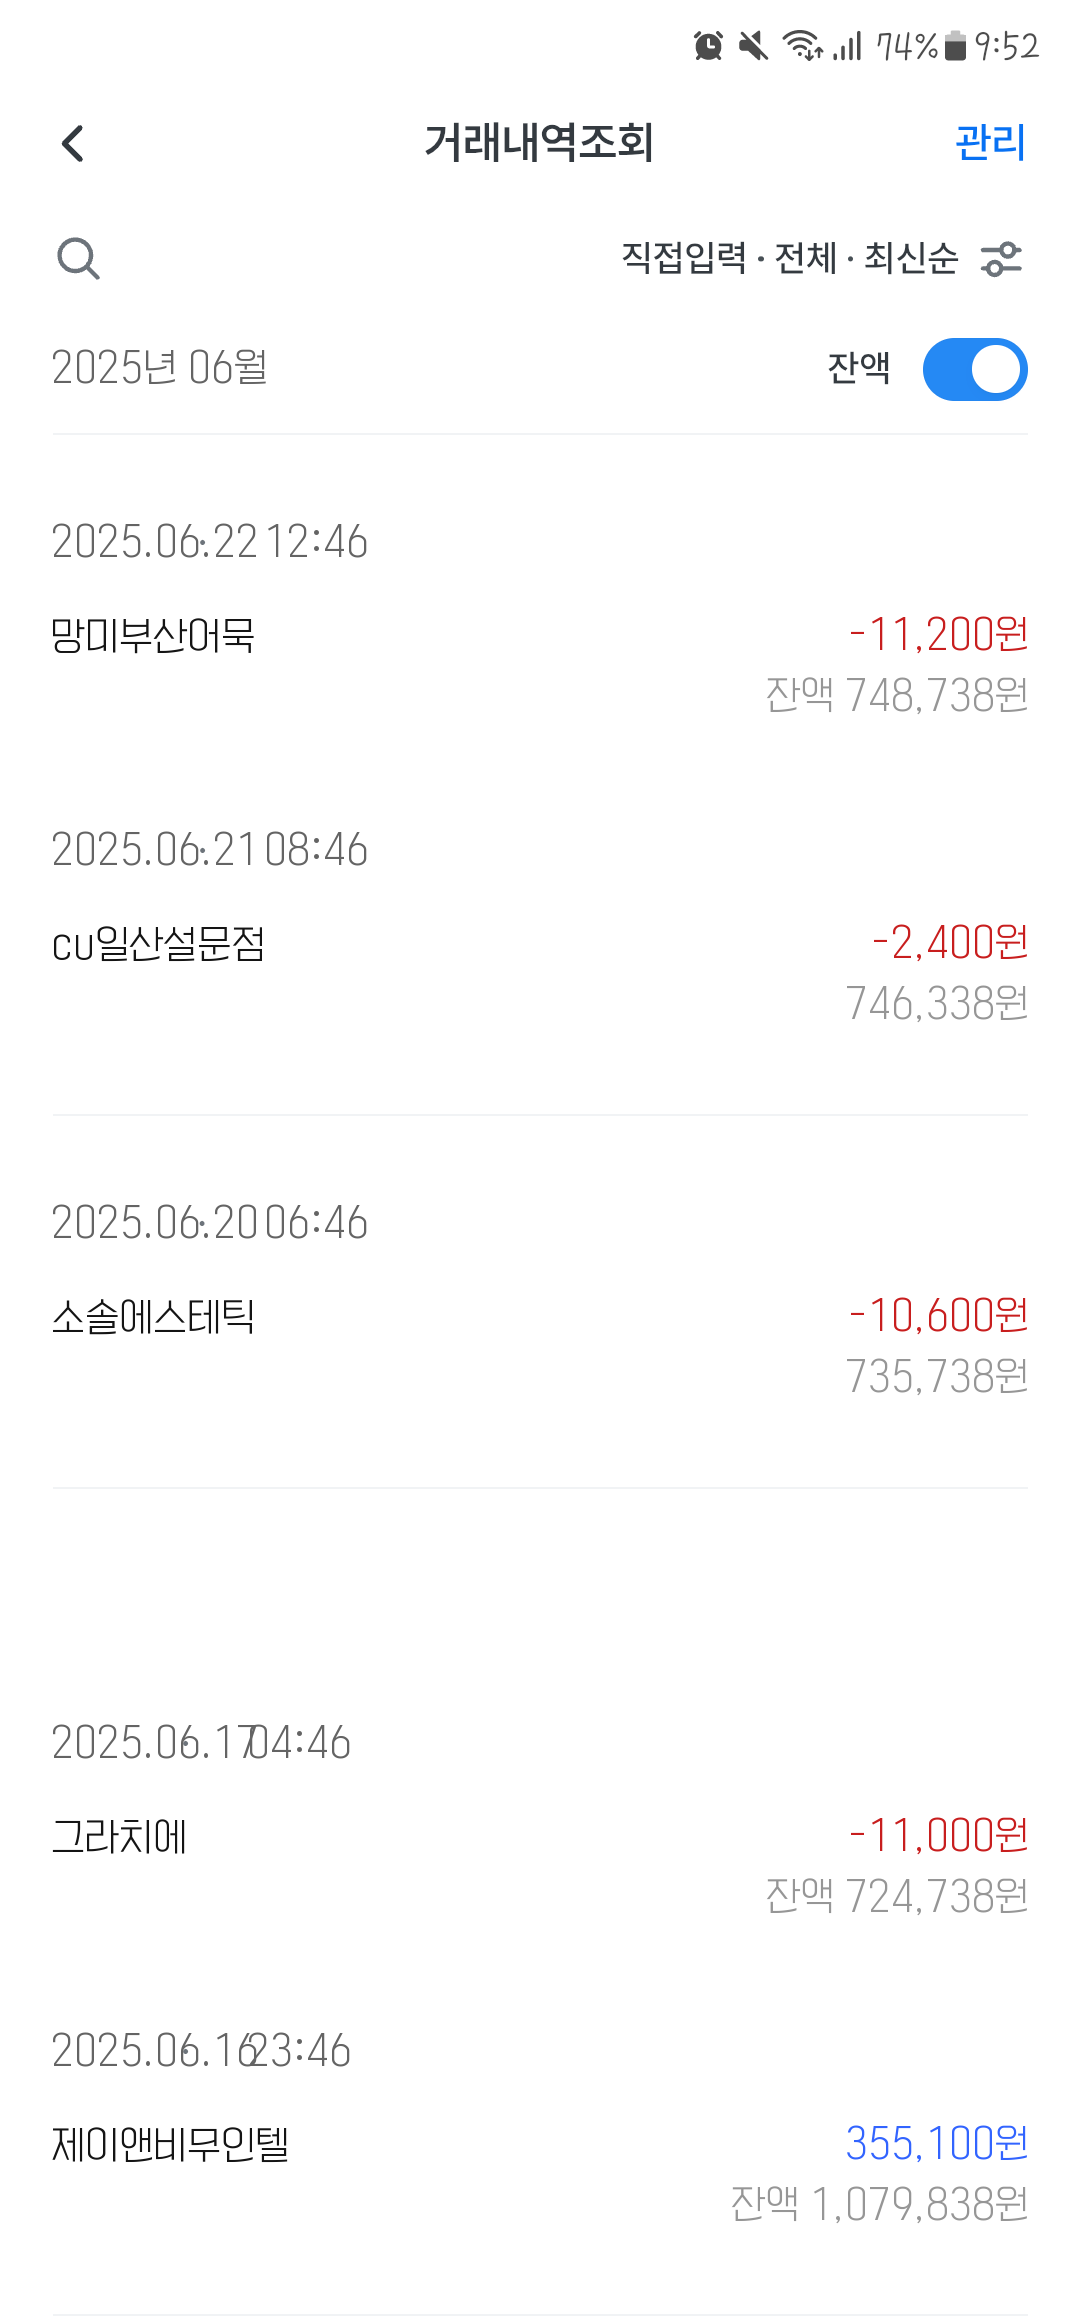 74% 9:52
거래내역조회 관리
직접입력 · 전체 · 최신순
2025년 06월 잔액
2025.06.22 12:46
망미부산어묵 -11,200원
잔액 748,738원
2025.06.21 08:46
cu일산설문점 -2,400원
746,338원
2025.06.20 06:46
소솔에스테틱 -10,600원
735,738원
2025.06.17 04:46
그라치에 -11,000원
잔액 724,738원
2025.06.16 23:46
제이앤비무인텔 355,100원
잔액 1,079,838원